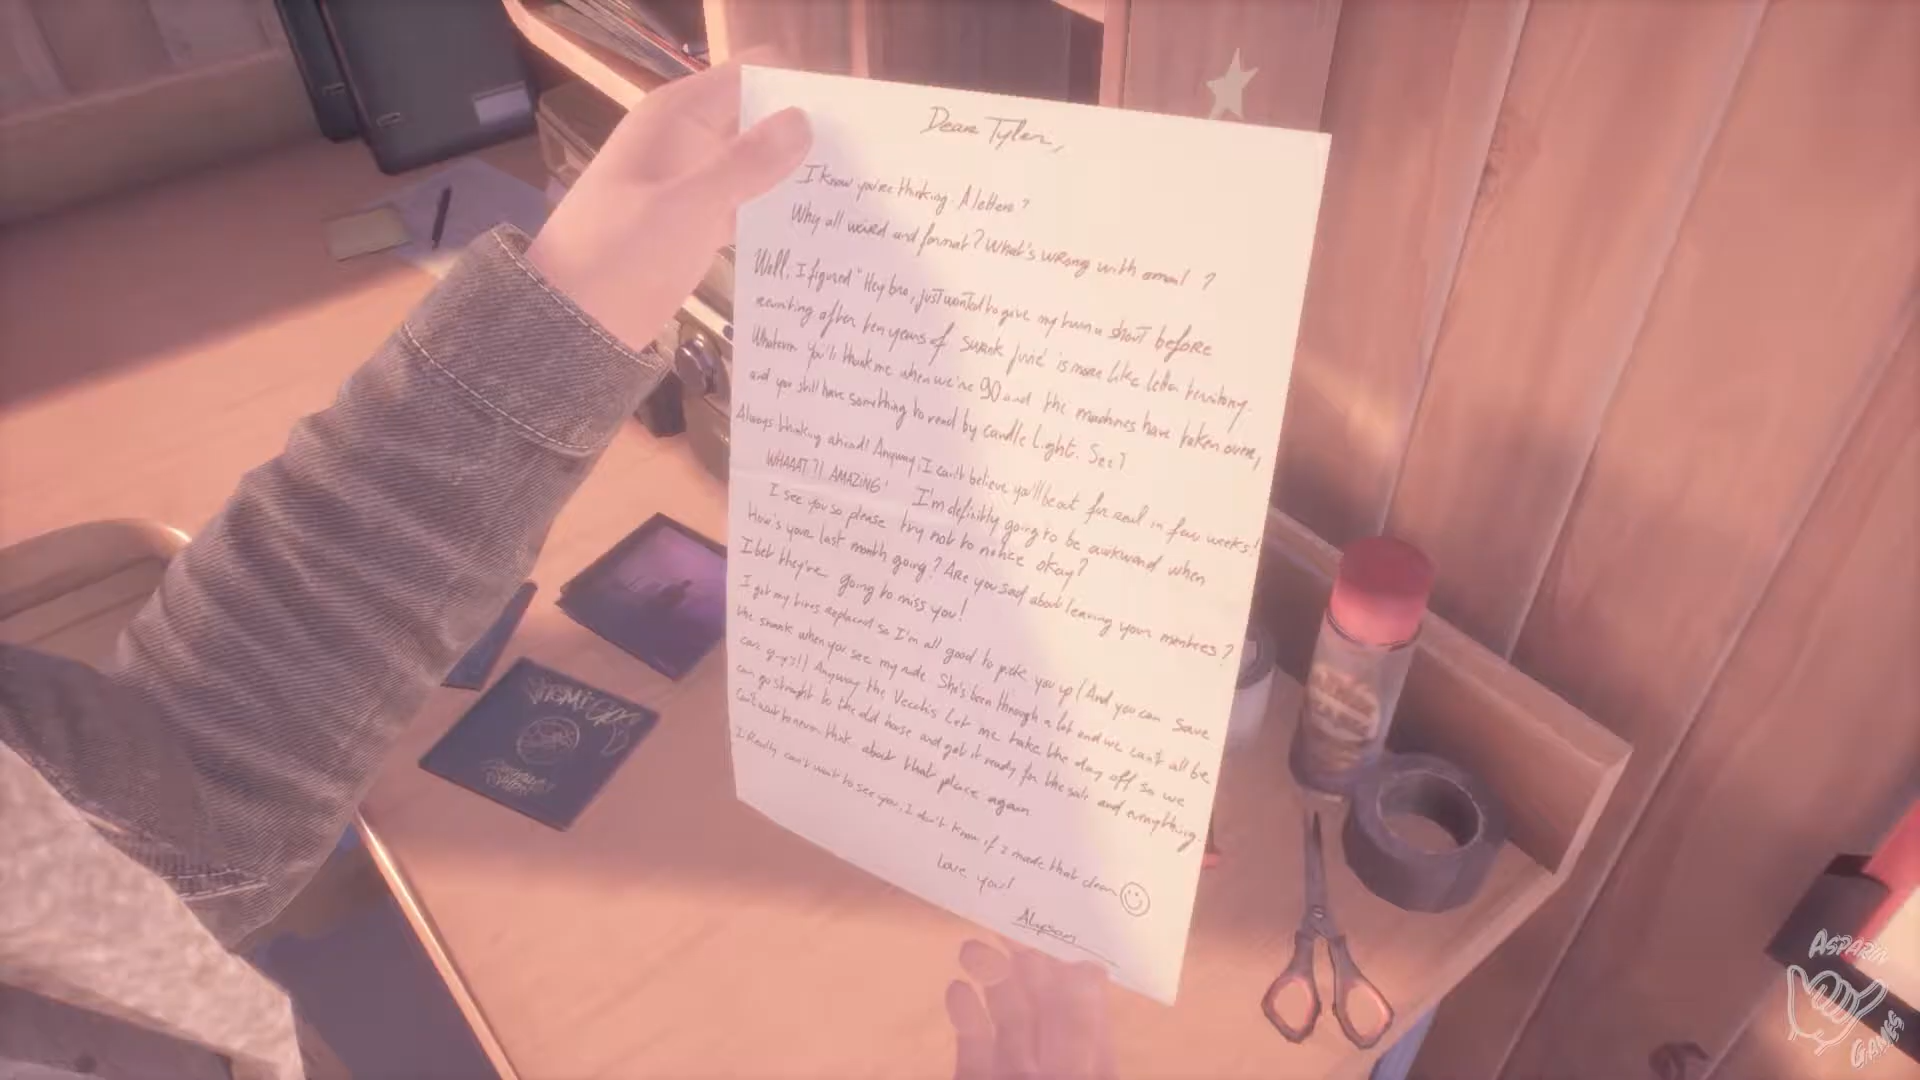 Dear Tyler,
I know you're thinking. A letter?
Why all weird and format? What's wrong with email ?
Well, I figured "Hey bro, just wanted to give my turn a shout before
reuniting after ten years of swank juvie' is more like letter territory.
Whatever you'll thank me when we're 90 and the machines have taken over,
and you still have something to read by candle light. See?
Always thinking ahead! Anyway, I can't believe you'll be out for real in few weeks!
WHAAAT?! AMAZING! I'm definitly going to be awkward when
I see you so please try not to notice okay?
How's your last month going? Are you sad about leaving your mentees?
I bet they're going to miss you!
I got my tires replaced so I'm all good to pick you up (And you can save
the snark when you see my ride. She's been through a lot and we can't all be
car guys!) Anyway the Vecchis let me take the day off so we
can go straight to the old house and get it ready for the sale and everything.
Can't wait to never think about that place again
I Really can't wait to see you, I don't know if I made that clear
Love you!
Alyson
ASPARIN
GAMES